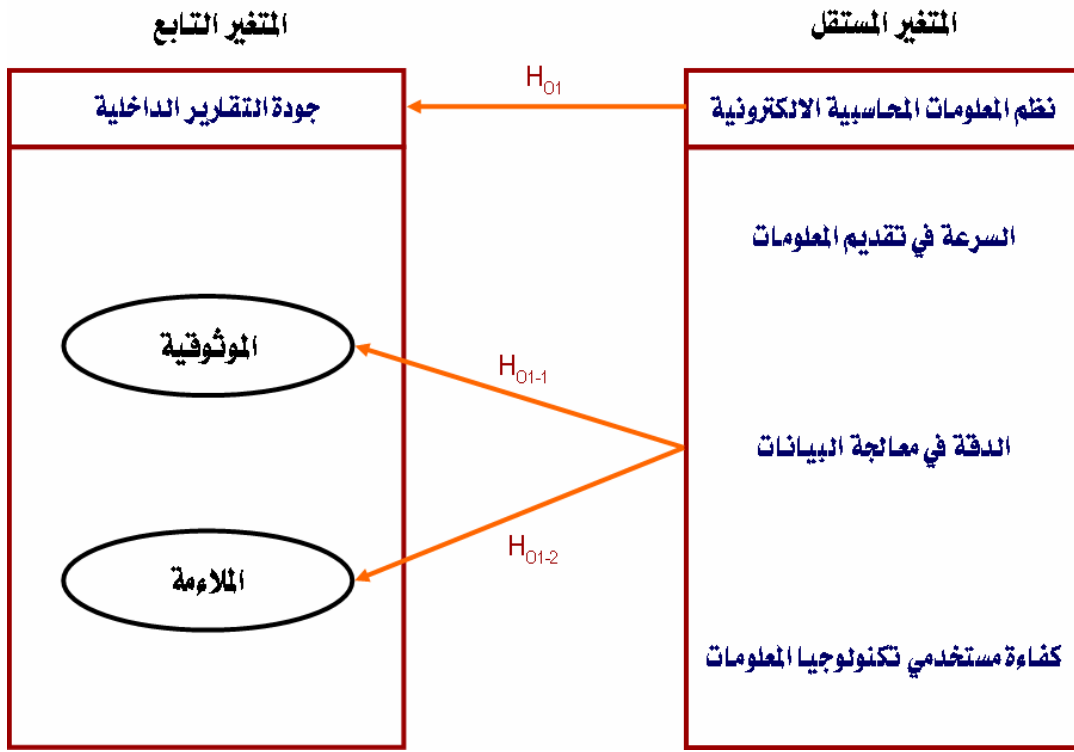 المتغير المستقل
المتغير التابع
نظم المعلومات المحاسبية الالكترونية
H01
جودة التقارير الداخلية
السرعة في تقديم المعلومات
الموثوقية
H01-1
الدقة في معالجة البيانات
H01-2
الملاءمة
كفاءة مستخدمي تكنولوجيا المعلومات